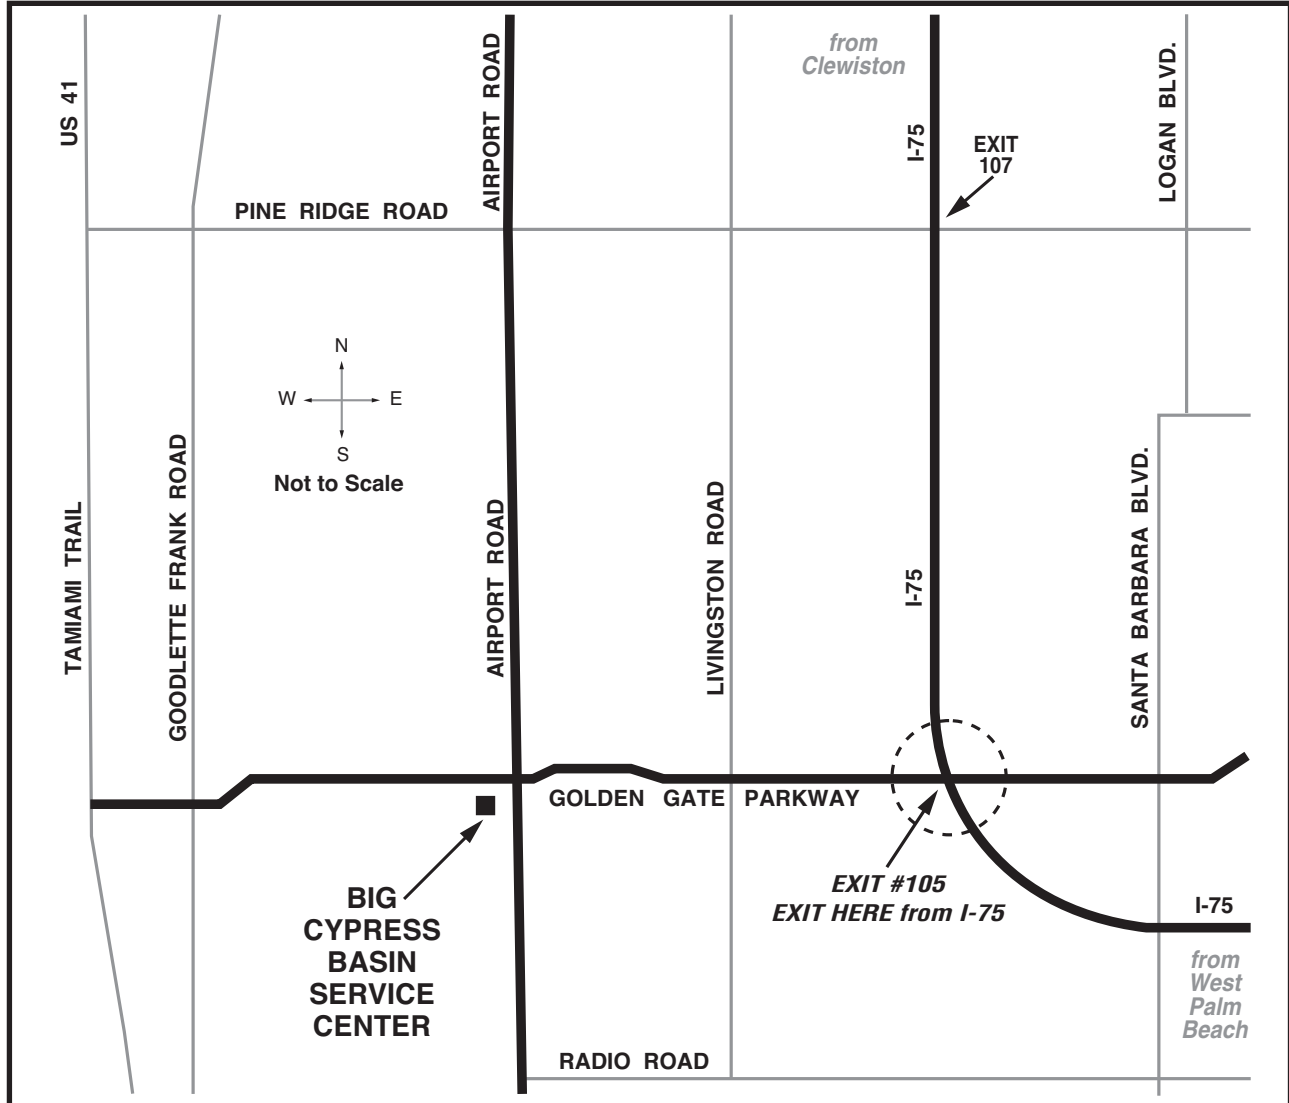 from
Clewiston
US 41
AIRPORT ROAD
I-75
EXIT
107
LOGAN BLVD.
PINE RIDGE ROAD
N
W
E
S
Not to Scale
TAMIAMI TRAIL
GOODLETTE FRANK ROAD
AIRPORT ROAD
LIVINGSTON ROAD
I-75
SANTA BARBARA BLVD.
GOLDEN GATE PARKWAY
EXIT #105
EXIT HERE from I-75
BIG
CYPRESS
BASIN
SERVICE
CENTER
I-75
from
West
Palm
Beach
RADIO ROAD